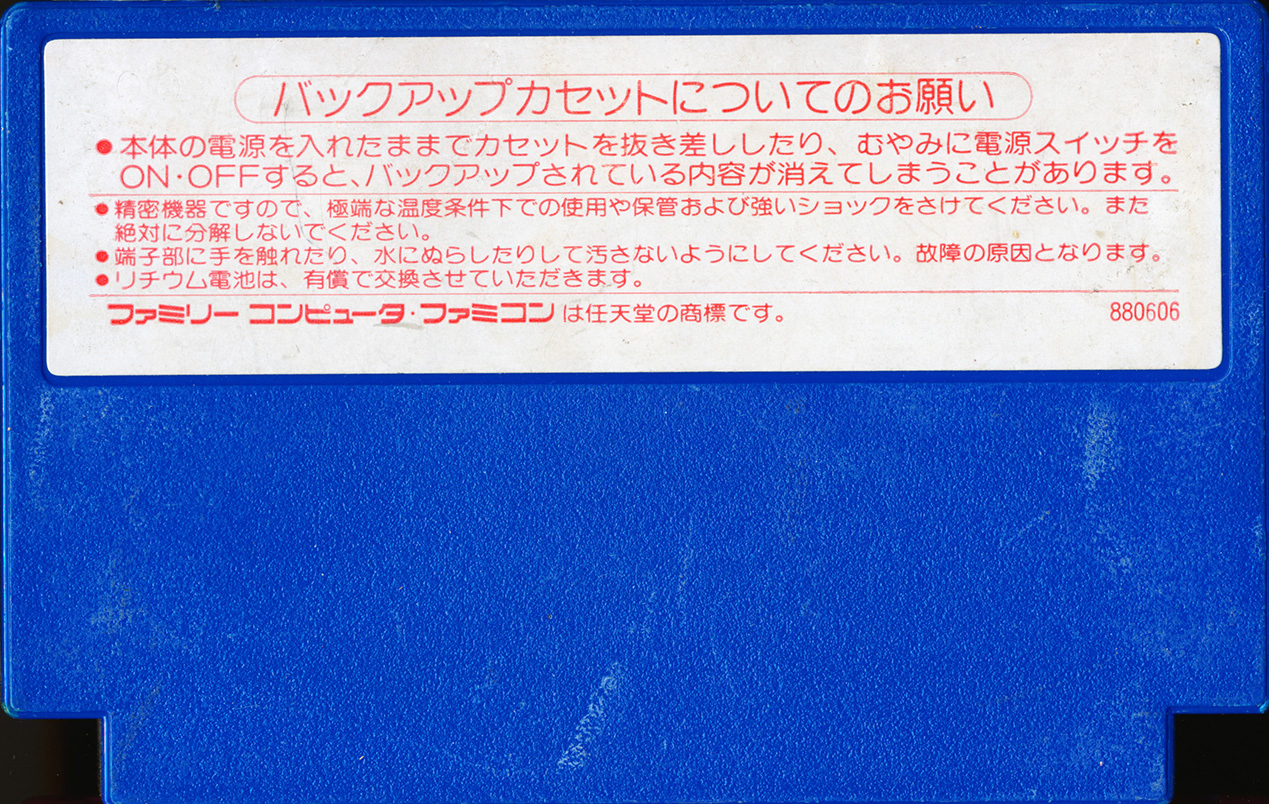 バックアップカセットについてのお願い
●本体の電源を入れたままでカセットを抜き差ししたり、むやみに電源スイッチを
ON・OFFすると、バックアップされている内容が消えてしまうことがあります。
●精密機器ですので、極端な温度条件下での使用や保管および強いショックをさけてください。また
絶対に分解しないでください。
●端子部に手を触れたり、水にぬらしたりして汚さないようにしてください。故障の原因となります。
●リチウム電池は、有償で交換させていただきます。
ファミリーコンピュータ・ファミコンは任天堂の商標です。 880606